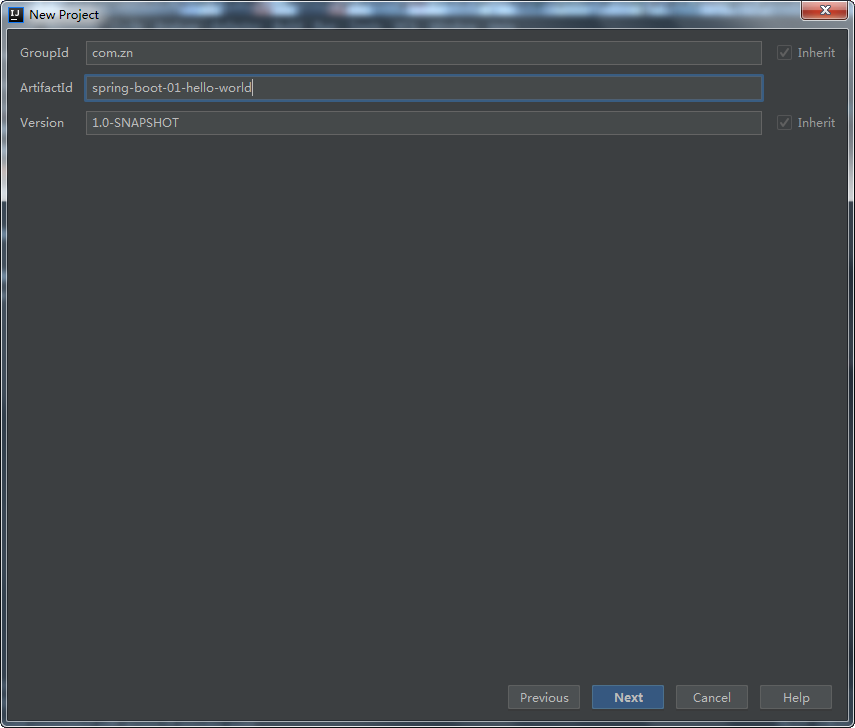 New Project
GroupId com.zn Inherit
ArtifactId spring-boot-01-hello-world
Version 1.0-SNAPSHOT Inherit
Previous Next Cancel Help